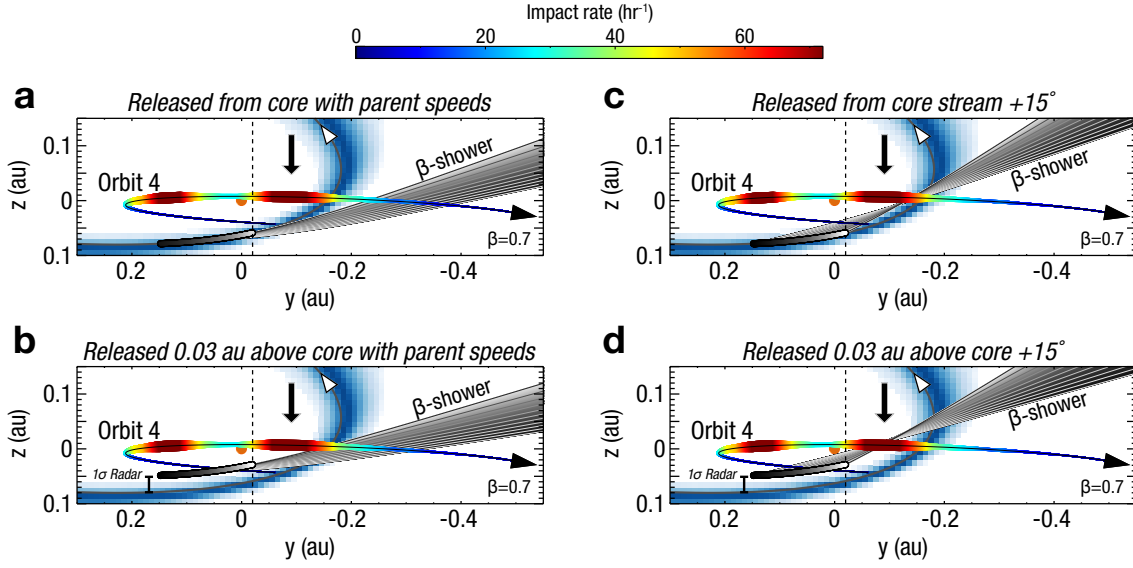 Impact rate (hr⁻¹)
0 20 40 60
a
Released from core with parent speeds
0.1
0
0.1
z (au)
Orbit 4
β-shower
β=0.7
0.2 0 -0.2 -0.4
y (au)
c
Released from core stream +15˚
0.1
0
0.1
z (au)
Orbit 4
β-shower
β=0.7
0.2 0 -0.2 -0.4
y (au)
b
Released 0.03 au above core with parent speeds
0.1
0
0.1
z (au)
Orbit 4
β-shower
1σ Radar
β=0.7
0.2 0 -0.2 -0.4
y (au)
d
Released 0.03 au above core +15˚
0.1
0
0.1
z (au)
Orbit 4
β-shower
1σ Radar
β=0.7
0.2 0 -0.2 -0.4
y (au)